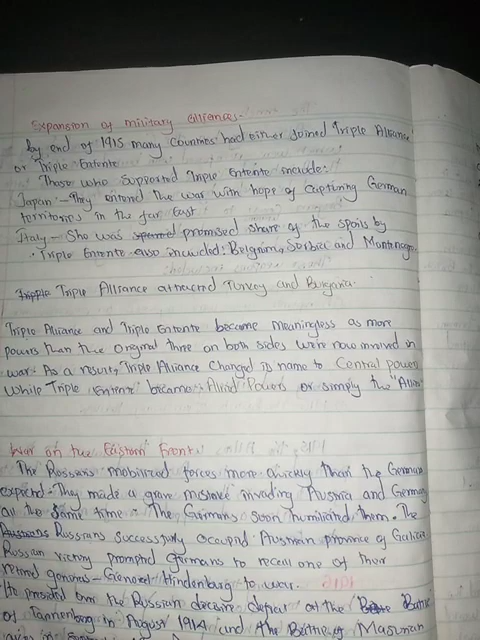 Expansion of military alliances.
by end of 1915 many Countries had either Joined Triple Alliance
or Triple Entente
Those who Supported Triple Entente include:
Japan - They entend the war with hope of Captuing German
territories in the far East
Italy - She was promised share of the spoils by
Triple Entente also included: Belgium, Serbia and Montenegro
Triple Alliance attracted Turkey and Bulgaria.
Triple Alliance and Triple Entente became Meaningless as more
powers than the original three on both sides were now involved in
war. As a result, Triple Alliance Changed its name to Central powers
While Triple Entente became Allied Powers or simply the "Allies
War on the Eastern Front
The Russians mobilized forces more quickly than the German
expected. They made a grave mistake invading and Germany
at the same time. The Germans soon humiliated them. The
Russians successfully occupied province of Galicia
Russian victory prompted Germans to recall one of their
retired generals - General Hindenburg to war.
He presided over the Russian decisive defeat at the Battle
of Tannenberg in August 1914 and the Battle of Masurian